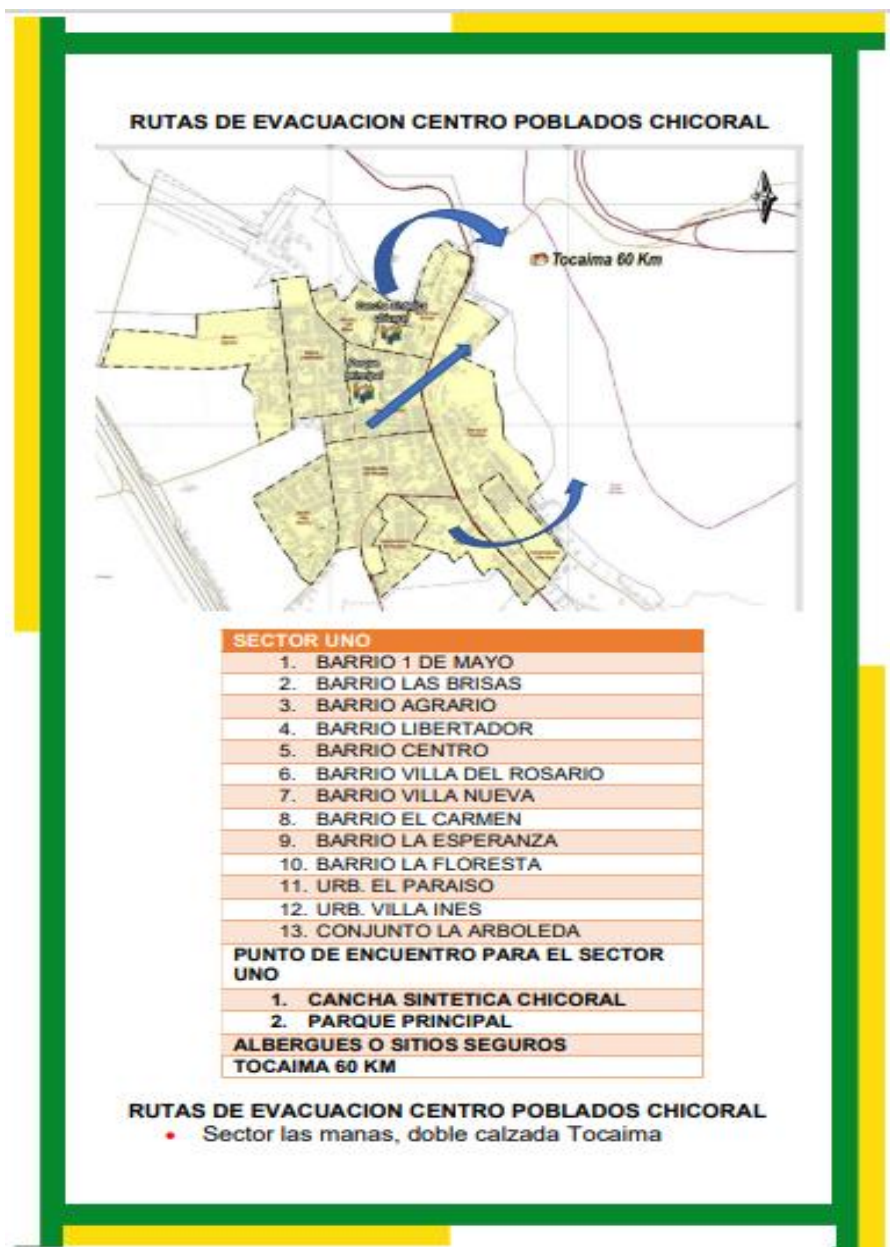 RUTAS DE EVACUACION CENTRO POBLADOS CHICORAL
Tocaima 60 Km
Cancha
Parque
principal
SECTOR UNO
1. BARRIO 1 DE MAYO
2. BARRIO LAS BRISAS
3. BARRIO AGRARIO
4. BARRIO LIBERTADOR
5. BARRIO CENTRO
6. BARRIO VILLA DEL ROSARIO
7. BARRIO VILLA NUEVA
8. BARRIO EL CARMEN
9. BARRIO LA ESPERANZA
10. BARRIO LA FLORESTA
11. URB. EL PARAISO
12. URB. VILLA INES
13. CONJUNTO LA ARBOLEDA
PUNTO DE ENCUENTRO PARA EL SECTOR
UNO
1. CANCHA SINTETICA CHICORAL
2. PARQUE PRINCIPAL
ALBERGUES O SITIOS SEGUROS
TOCAIMA 60 KM
RUTAS DE EVACUACION CENTRO POBLADOS CHICORAL
• Sector las manas, doble calzada Tocaima